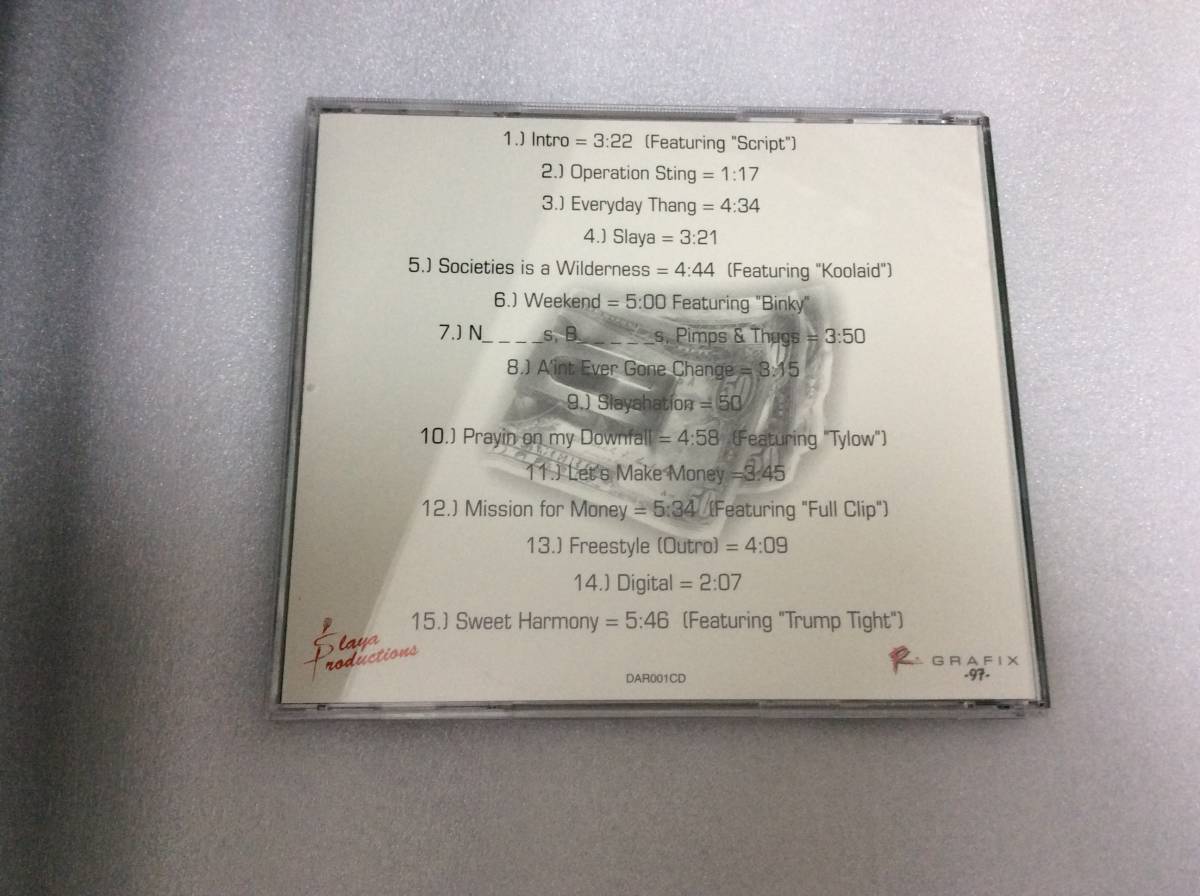 1.) Intro = 3:22 (Featuring "Script")
2.) Operation Sting = 1:17
3.) Everyday Thang = 4:34
4.) Slaya = 3:21
5.) Societies is a Wilderness = 4:44 (Featuring "Koolaid")
6.) Weekend = 5:00 Featuring "Binky"
7.) N_ _ _ _s, B_ _ _ _ _s, Pimps & Thugs = 3:50
8.) A'int Ever Gone Change = 3:15
9.) Slayahation = 50
10.) Prayin on my Downfall = 4:58 (Featuring "Tylow")
11.) Let's Make Money =3:45
12.) Mission for Money = 5:34 (Featuring "Full Clip")
13.) Freestyle (Outro) = 4:09
14.) Digital = 2:07
15.) Sweet Harmony = 5:46 (Featuring "Trump Tight")
Slaya
Productions
DAR001CD
R. GRAFIX
-97-